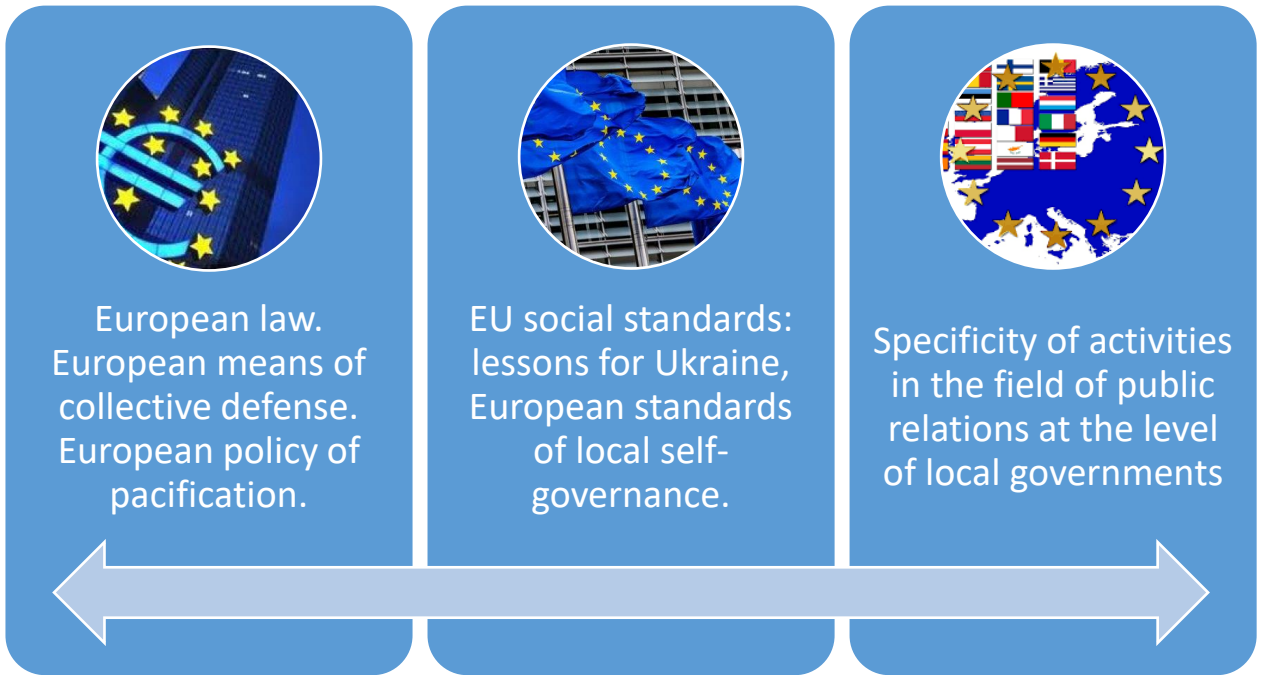 European law.
European means of
collective defense.
European policy of
pacification.
EU social standards:
lessons for Ukraine,
European standards
of local self-
governance.
Specificity of activities
in the field of public
relations at the level
of local governments